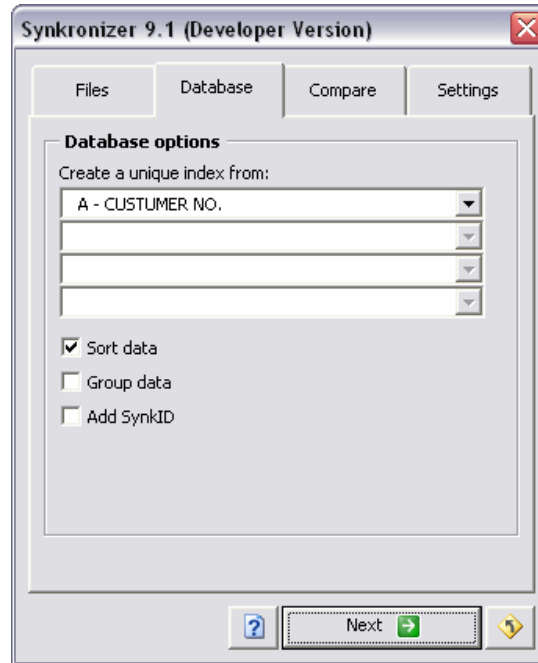 Synkronizer 9.1 (Developer Version)
Files Database Compare Settings
Database options
Create a unique index from:
A - CUSTUMER NO.
Sort data
Group data
Add SynkID
Next